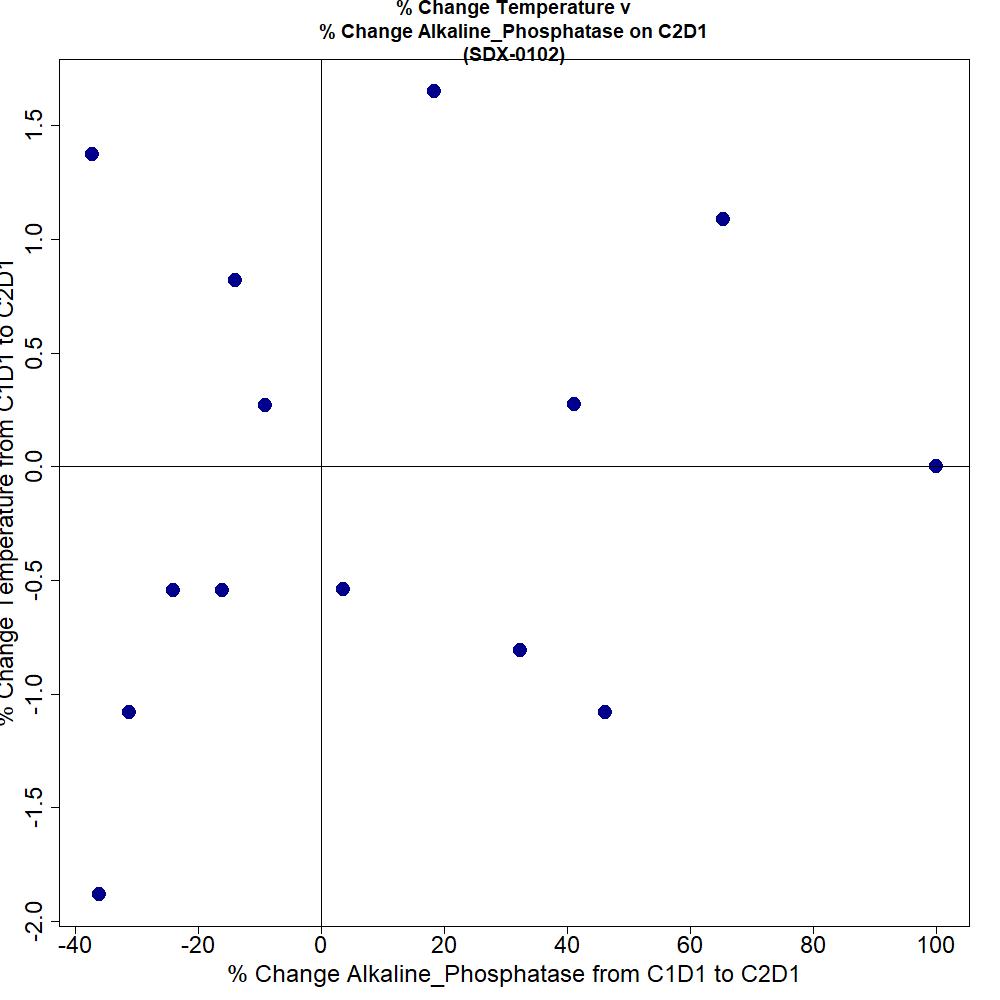 % Change Temperature v
% Change Alkaline_Phosphatase on C2D1
(SDX-0102)
% Change Temperature from C1D1 to C2D1
1.5
1.0
0.5
0.0
-0.5
-1.0
-1.5
-2.0
-40 -20 0 20 40 60 80 100
% Change Alkaline_Phosphatase from C1D1 to C2D1